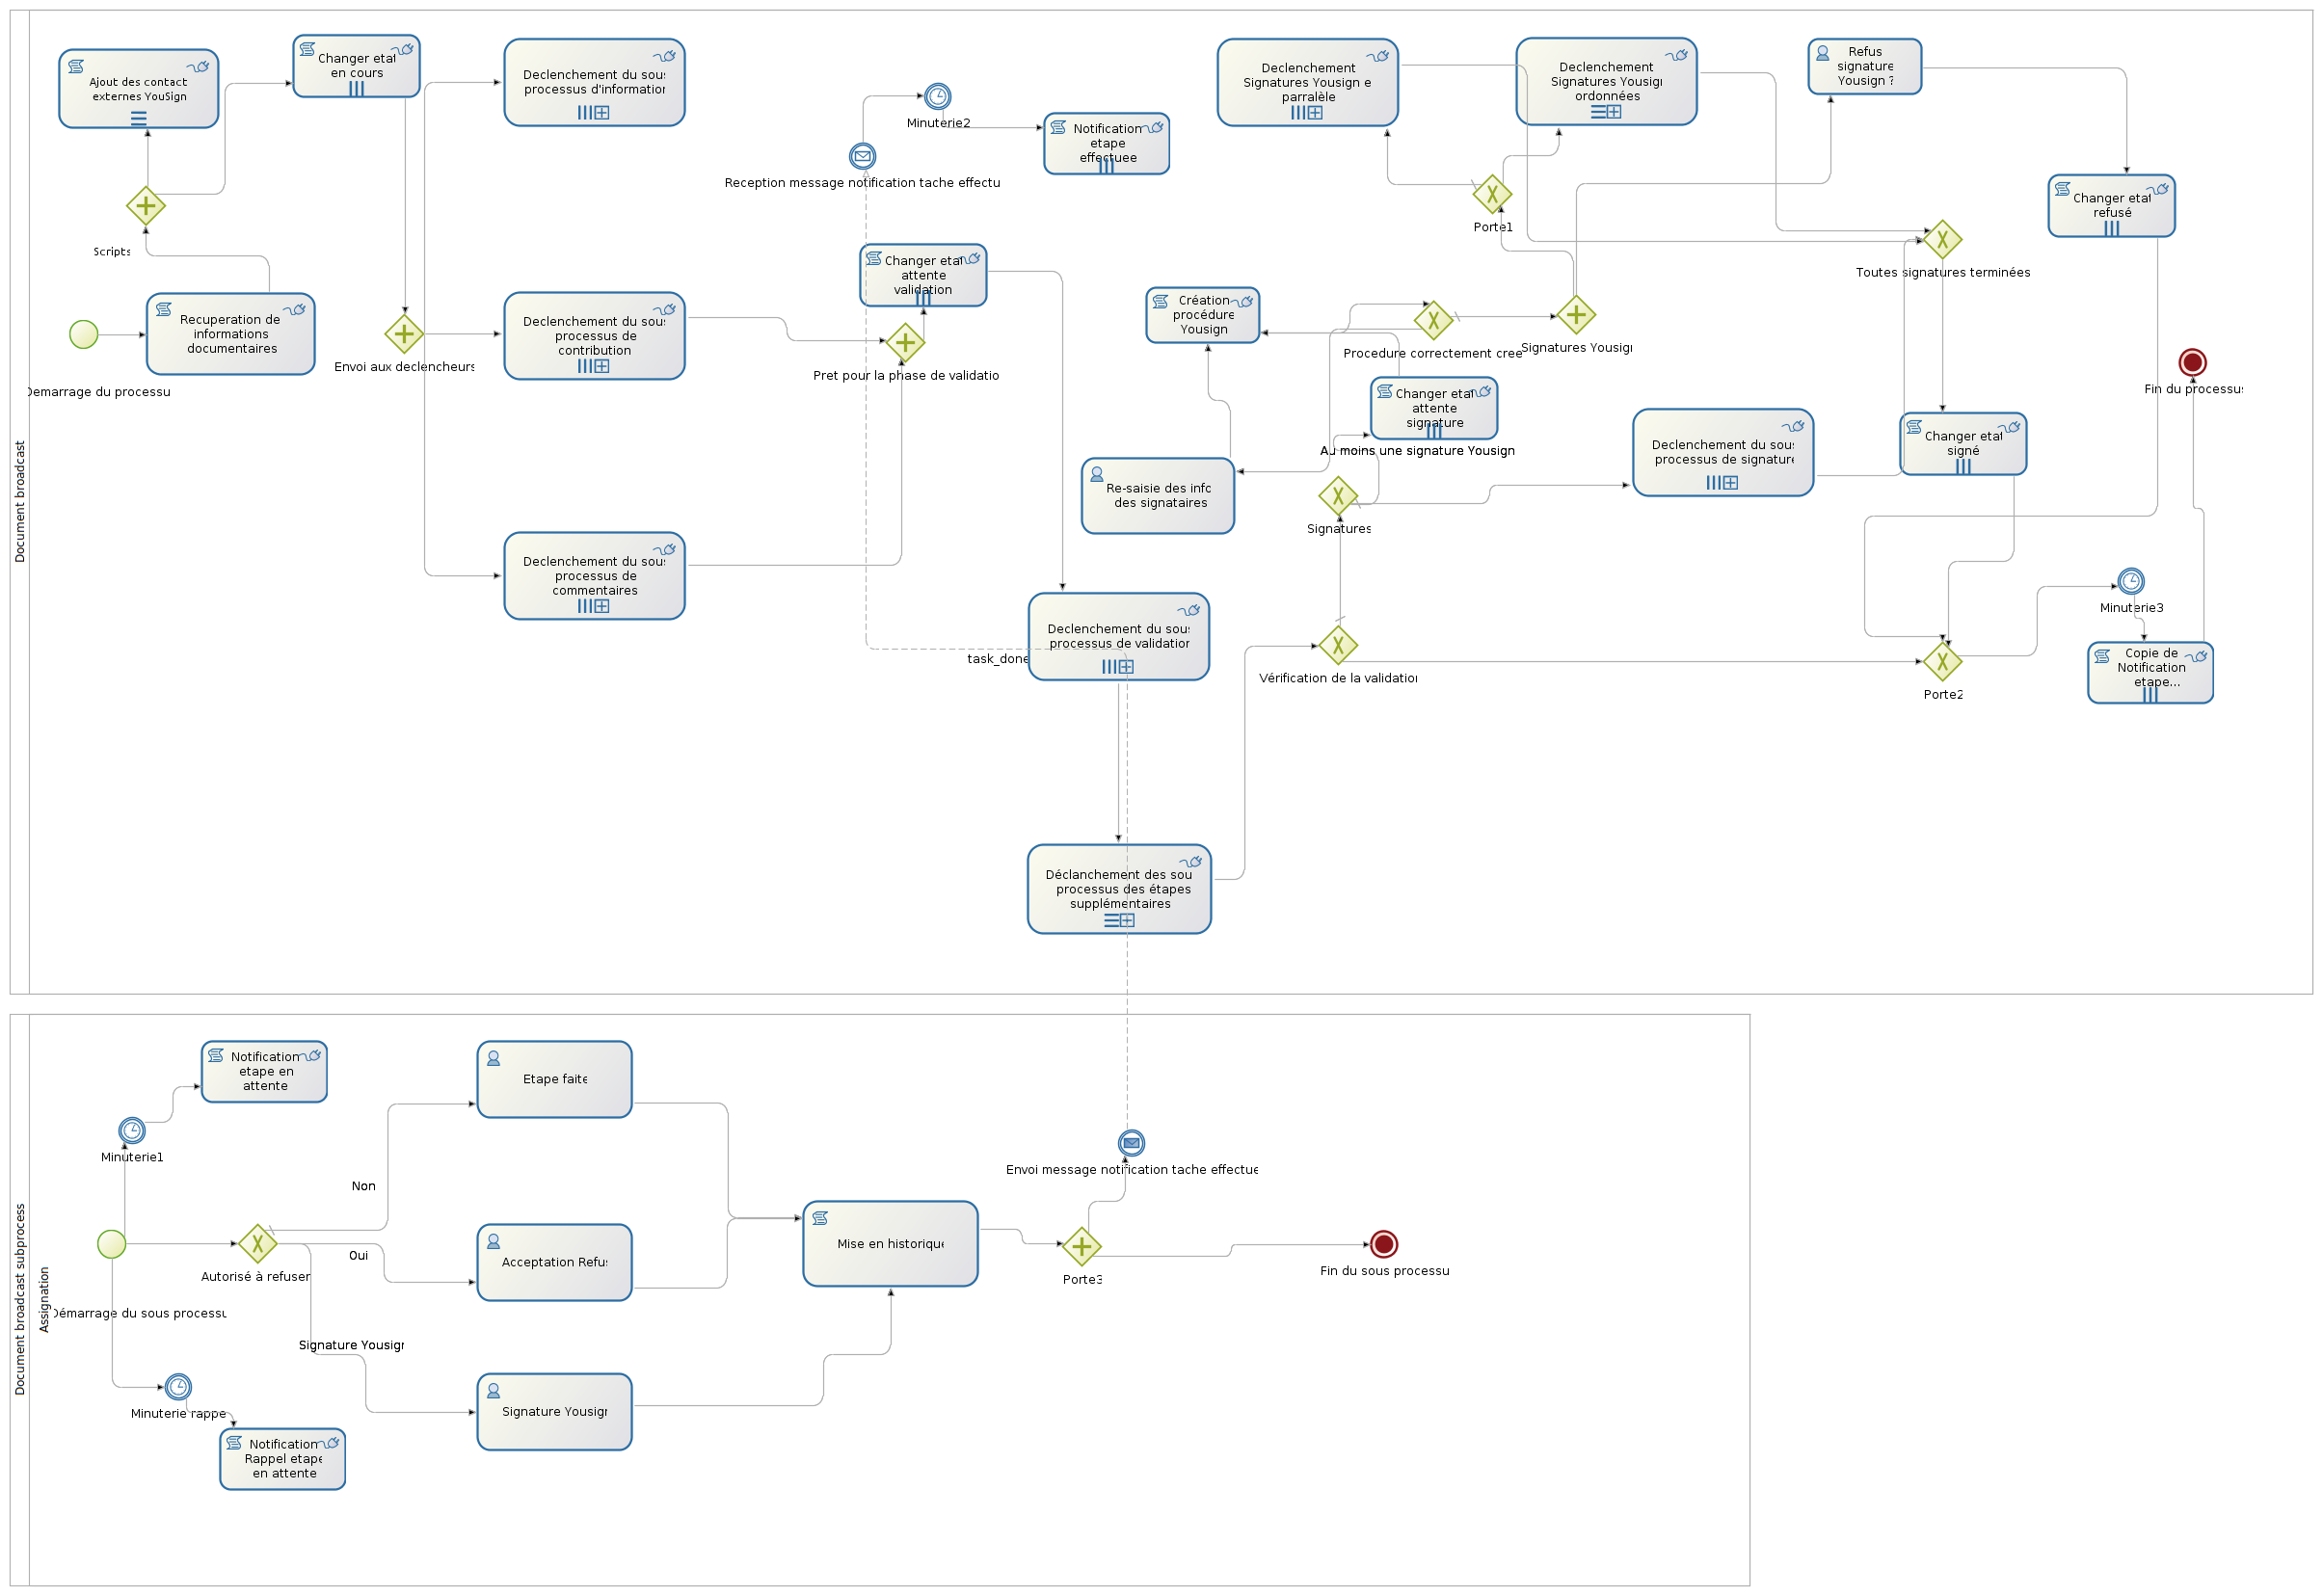 Document broadcast
Ajout des contact
externes YouSign
Changer etat
en cours
Declenchement du sous
processus d'information
Scripts
Recuperation de
informations
documentaires
Demarrage du processu
Envoi aux declencheurs
Declenchement du sous
processus de
contribution
Declenchement du sous
processus de
commentaires
Minuterie2
Notification
etape
effectuee
Reception message notification tache effectu
Changer etat
attente
validation
Pret pour la phase de validatio
task_done
Declenchement du sous
processus de validation
Déclanchement des sou
processus des étapes
supplémentaires
Declenchement
Signatures Yousign e
parralèle
Declenchement
Signatures Yousign
ordonnées
Refus
signature
Yousign ?
Porte1
Changer etat
refusé
Toutes signatures terminées
Création
procédure
Yousign
Procedure correctement cree
Signatures Yousign
Changer etat
attente
signature
Au moins une signature Yousign
Re-saisie des info
des signataires
Signatures
Declenchement du sous
processus de signature
Changer etat
signé
Fin du processus
Vérification de la validation
Minuterie3
Porte2
Copie de
Notification
etape...
Document broadcast subprocess
Assignation
Notification
etape en
attente
Minuterie1
Autorisé à refuser
Démarrage du sous processu
Non
Oui
Signature Yousign
Minuterie rappe
Notification
Rappel etape
en attente
Etape faite
Acceptation Refus
Signature Yousign
Mise en historique
Envoi message notification tache effectue
Porte3
Fin du sous processu